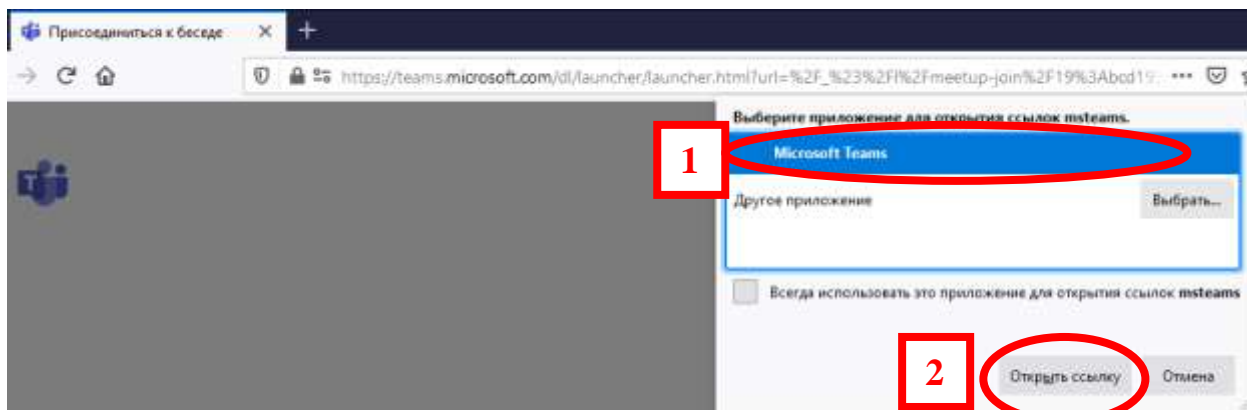 Присоединиться к беседе
https://teams.microsoft.com/dl/launcher/launcher.html?url=%2F_%23%2Fl%2Fmeetup-join%2F19%3Abcd19
Выберите приложение для открытия ссылок msteams.
1
Microsoft Teams
Другое приложение
Выбрать...
Всегда использовать это приложение для открытия ссылок msteams
2
Открыть ссылку
Отмена